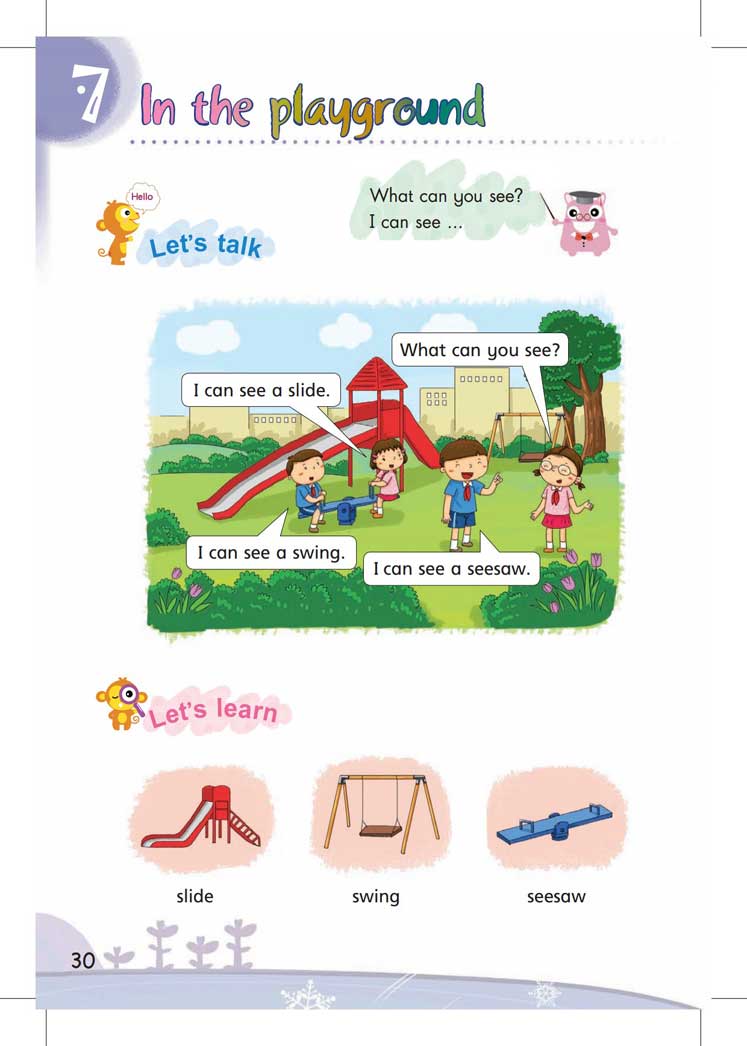 7
In the playground
Hello
Let's talk
What can you see?
I can see ...
What can you see?
I can see a slide.
I can see a swing.
I can see a seesaw.
Let's learn
slide
swing
seesaw
30